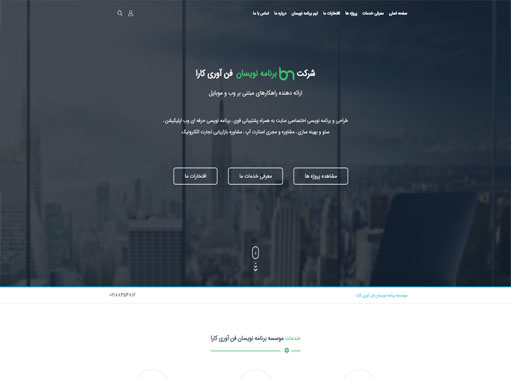 صفحه اصلی معرفی خدمات پروژه ها افتخارات ما تیم برنامه نویسان درباره ما تماس با ما
شرکت bn برنامه نویسان فن آوری کارا
ارائه دهنده راهکارهای مبتنی بر وب و موبایل
طراحی و برنامه نویسی اختصاصی سایت به همراه پشتیبانی قوی ، برنامه نویسی حرفه ای وب اپلیکیشن ،
سئو و بهینه سازی ، مشاوره و مجری استارت آپ، مشاوره بازاریابی تجارت الکترونیک
مشاهده پروژه ها معرفی خدمات ما افتخارات ما
موسسه برنامه نویسان فن آوری کارا
خدمات موسسه برنامه نویسان فن آوری کارا